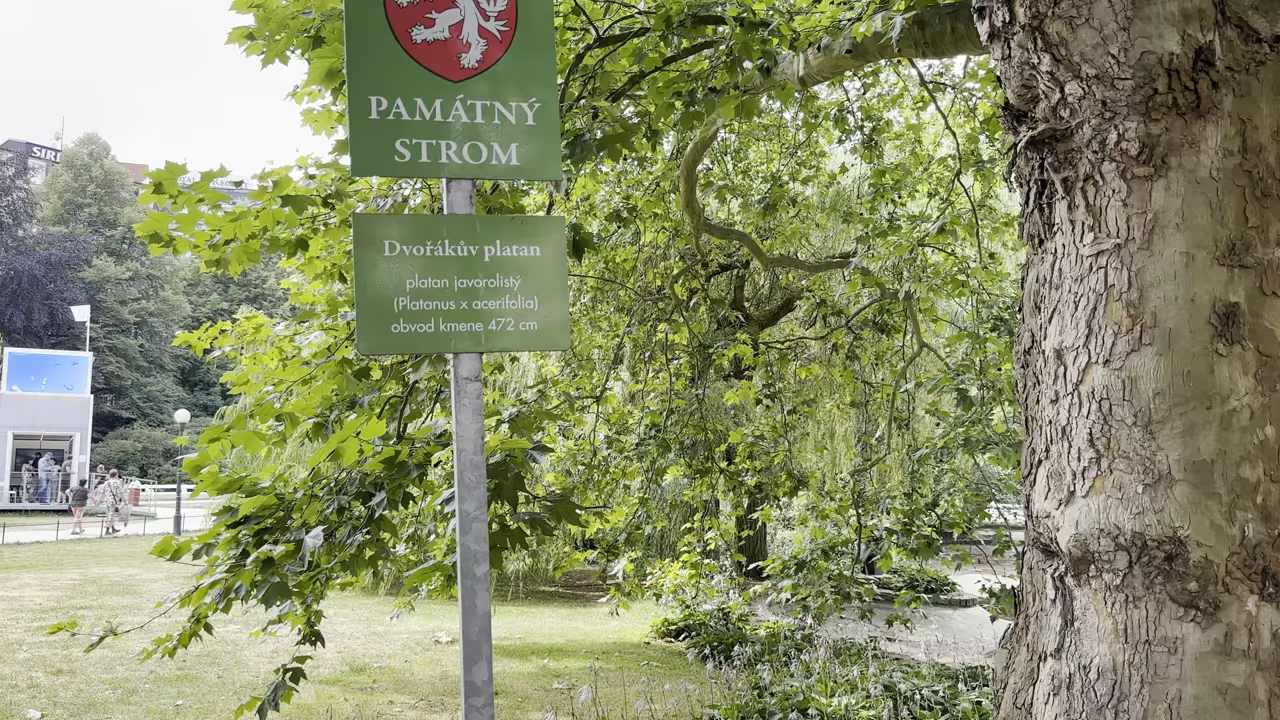 PAMÁTNÝ
STROM
Dvořákův platan
platan javorolistý
(Platanus x acerifolia)
obvod kmene 472 cm